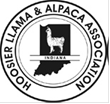 HOOSIER LLAMA & ALPACA ASSOCIATION
INDIANA